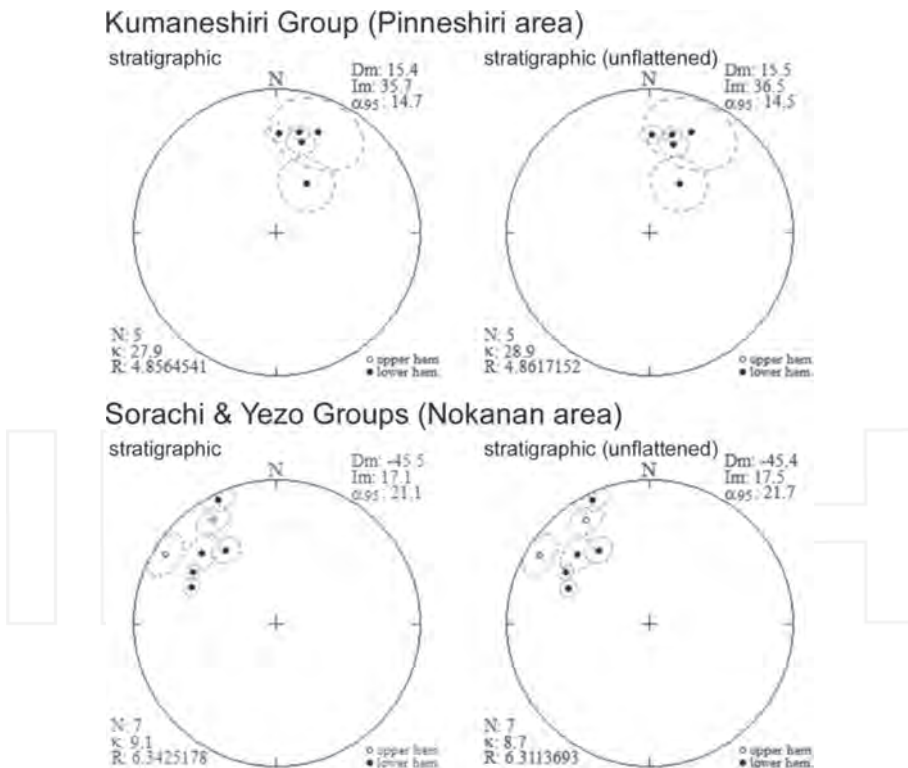 Kumaneshiri Group (Pinneshiri area)
stratigraphic
N
Dm: 15.4
Im: 35.7
α95: 14.7
N: 5
κ: 27.9
R: 4.8564541
○ upper hem.
● lower hem.
stratigraphic (unflattened)
N
Dm: 15.5
Im: 36.5
α95: 14.5
N: 5
κ: 28.9
R: 4.8617152
○ upper hem.
● lower hem.
Sorachi & Yezo Groups (Nokanan area)
stratigraphic
N
Dm: -45.5
Im: 17.1
α95: 21.1
N: 7
κ: 9.1
R: 6.3425178
○ upper hem.
● lower hem.
stratigraphic (unflattened)
N
Dm: -45.4
Im: 17.5
α95: 21.7
N: 7
κ: 8.7
R: 6.3113693
○ upper hem.
● lower hem.